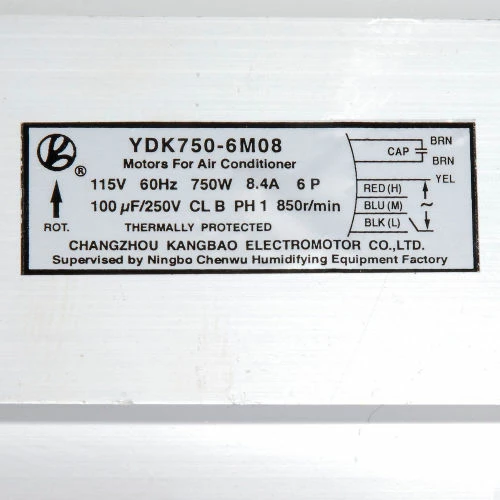 YDK750-6M08
Motors For Air Conditioner
115V 60Hz 750W 8.4A 6 P
100 µF/250V CL B PH 1 850r/min
THERMALLY PROTECTED
CHANGZHOU KANGBAO ELECTROMOTOR CO.,LTD.
Supervised by Ningbo Chenwu Humidifying Equipment Factory
®
ROT.
BRN
CAP
BRN
YEL
RED (H)
BLU (M)
BLK (L)
~